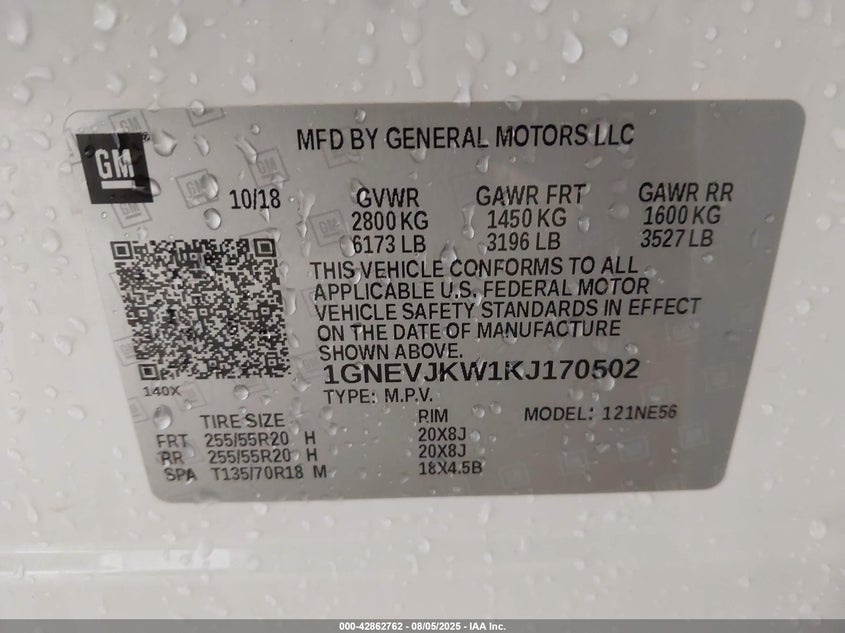 GM
MFD BY GENERAL MOTORS LLC
10/18 GVWR GAWR FRT GAWR RR
2800 KG 1450 KG 1600 KG
6173 LB 3196 LB 3527 LB
THIS VEHICLE CONFORMS TO ALL
APPLICABLE U.S. FEDERAL MOTOR
VEHICLE SAFETY STANDARDS IN EFFECT
ON THE DATE OF MANUFACTURE
SHOWN ABOVE.
1GNEVJKW1KJ170502
140X
TYPE: M.P.V.
TIRE SIZE RIM MODEL: 121NE56
FRT 255/55R20 H 20X8J
RR 255/55R20 H 20X8J
SPA T135/70R18 M 18X4.5B
000-42862762 - 08/05/2025 - IAA Inc.